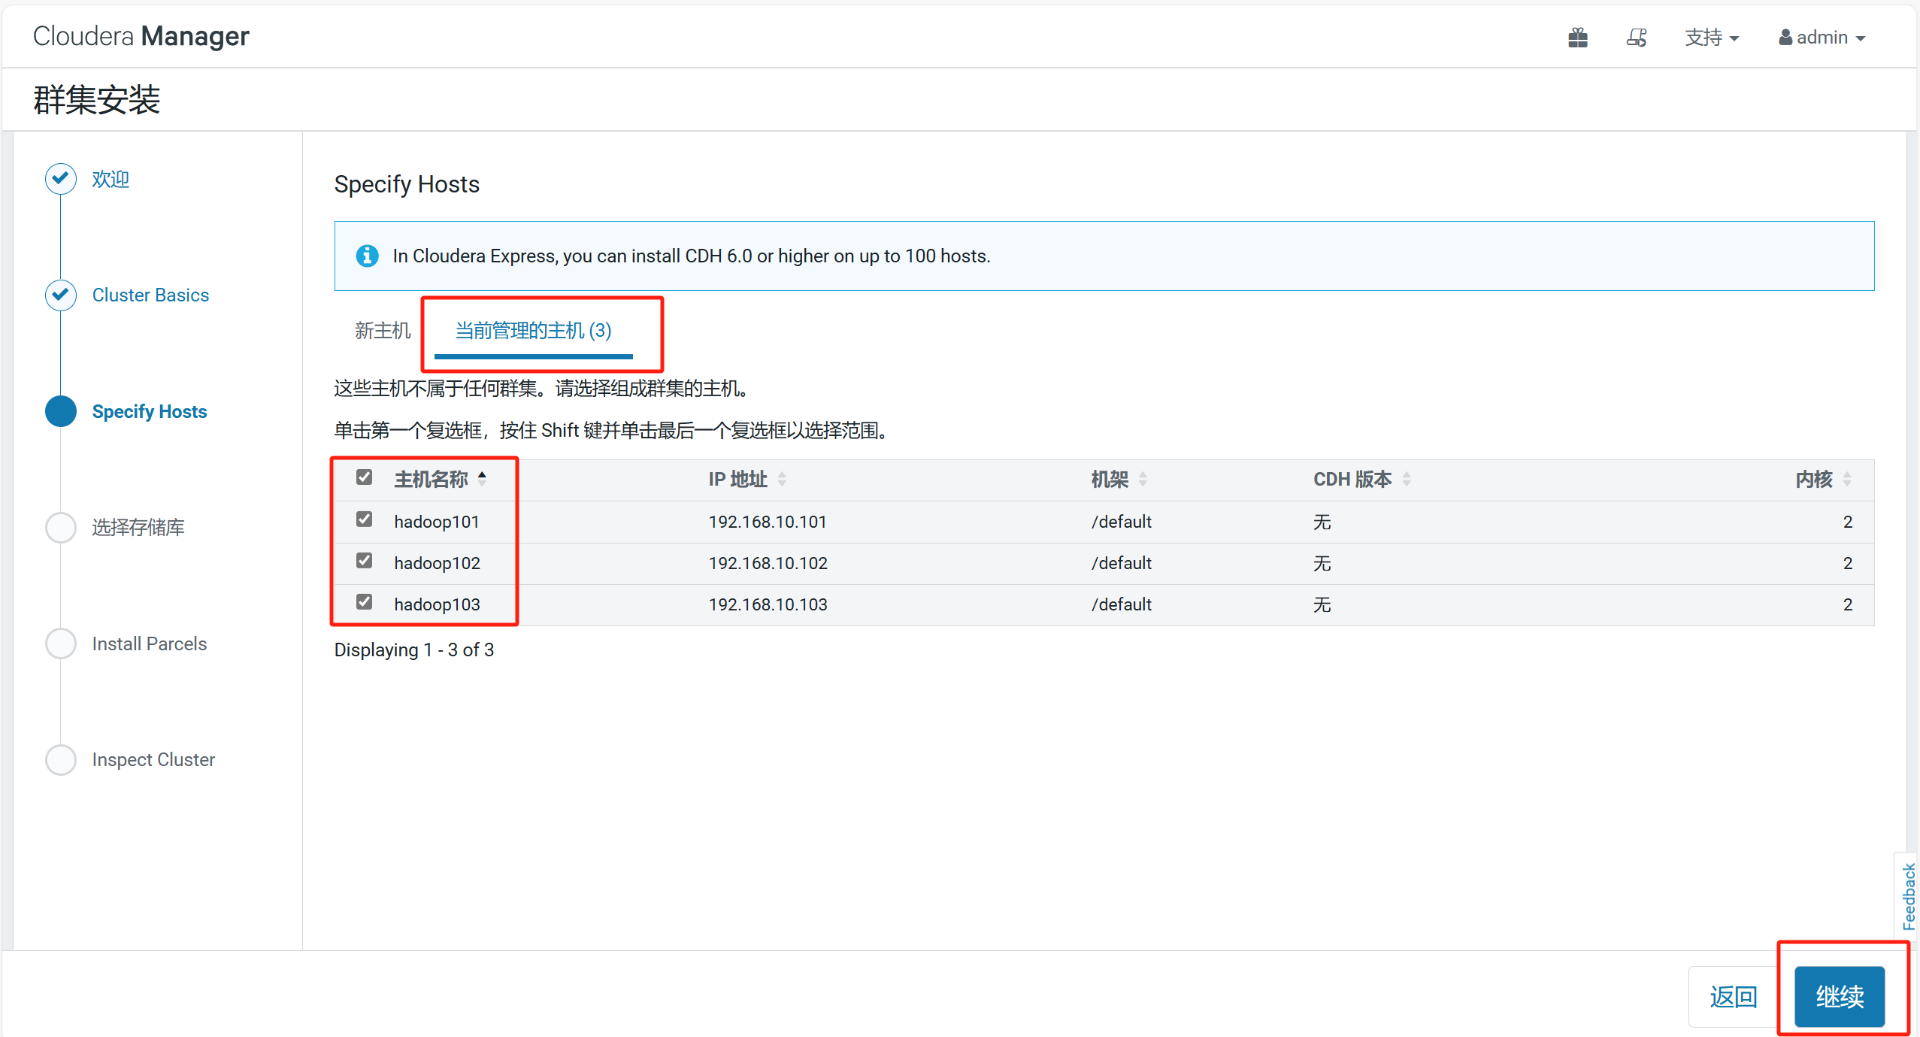 Cloudera Manager
支持
admin
群集安装
欢迎
Cluster Basics
Specify Hosts
选择存储库
Install Parcels
Inspect Cluster
Specify Hosts
In Cloudera Express, you can install CDH 6.0 or higher on up to 100 hosts.
新主机 当前管理的主机 (3)
这些主机不属于任何群集。请选择组成群集的主机。
单击第一个复选框，按住 Shift 键并单击最后一个复选框以选择范围。
主机名称 IP 地址 机架 CDH 版本 内核
hadoop101 192.168.10.101 /default 无 2
hadoop102 192.168.10.102 /default 无 2
hadoop103 192.168.10.103 /default 无 2
Displaying 1 - 3 of 3
Feedback
返回 继续